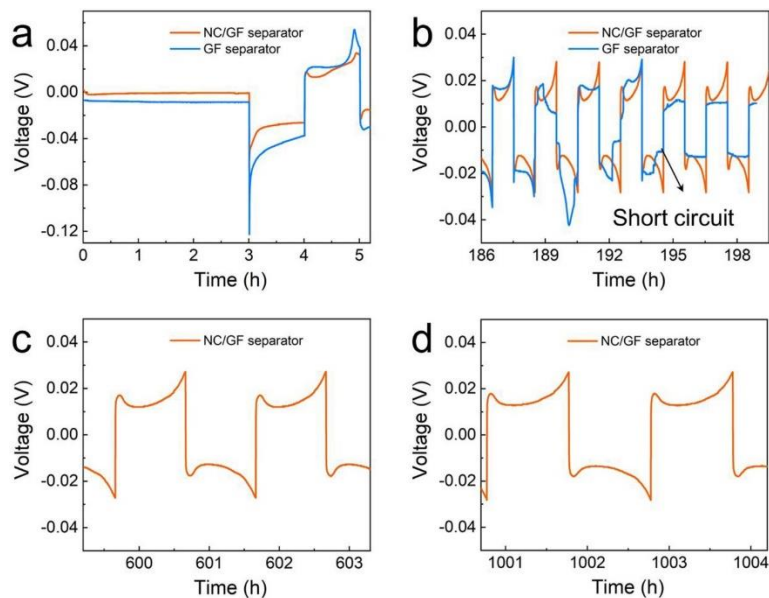 a
NC/GF separator
GF separator
0.04
0.00
-0.04
-0.08
-0.12
Voltage (V)
0 1 2 3 4 5
Time (h)
b
NC/GF separator
GF separator
0.04
0.02
0.00
-0.02
-0.04
Voltage (V)
Short circuit
186 189 192 195 198
Time (h)
c
NC/GF separator
0.04
0.02
0.00
-0.02
-0.04
Voltage (V)
600 601 602 603
Time (h)
d
NC/GF separator
0.04
0.02
0.00
-0.02
-0.04
Voltage (V)
1001 1002 1003 1004
Time (h)